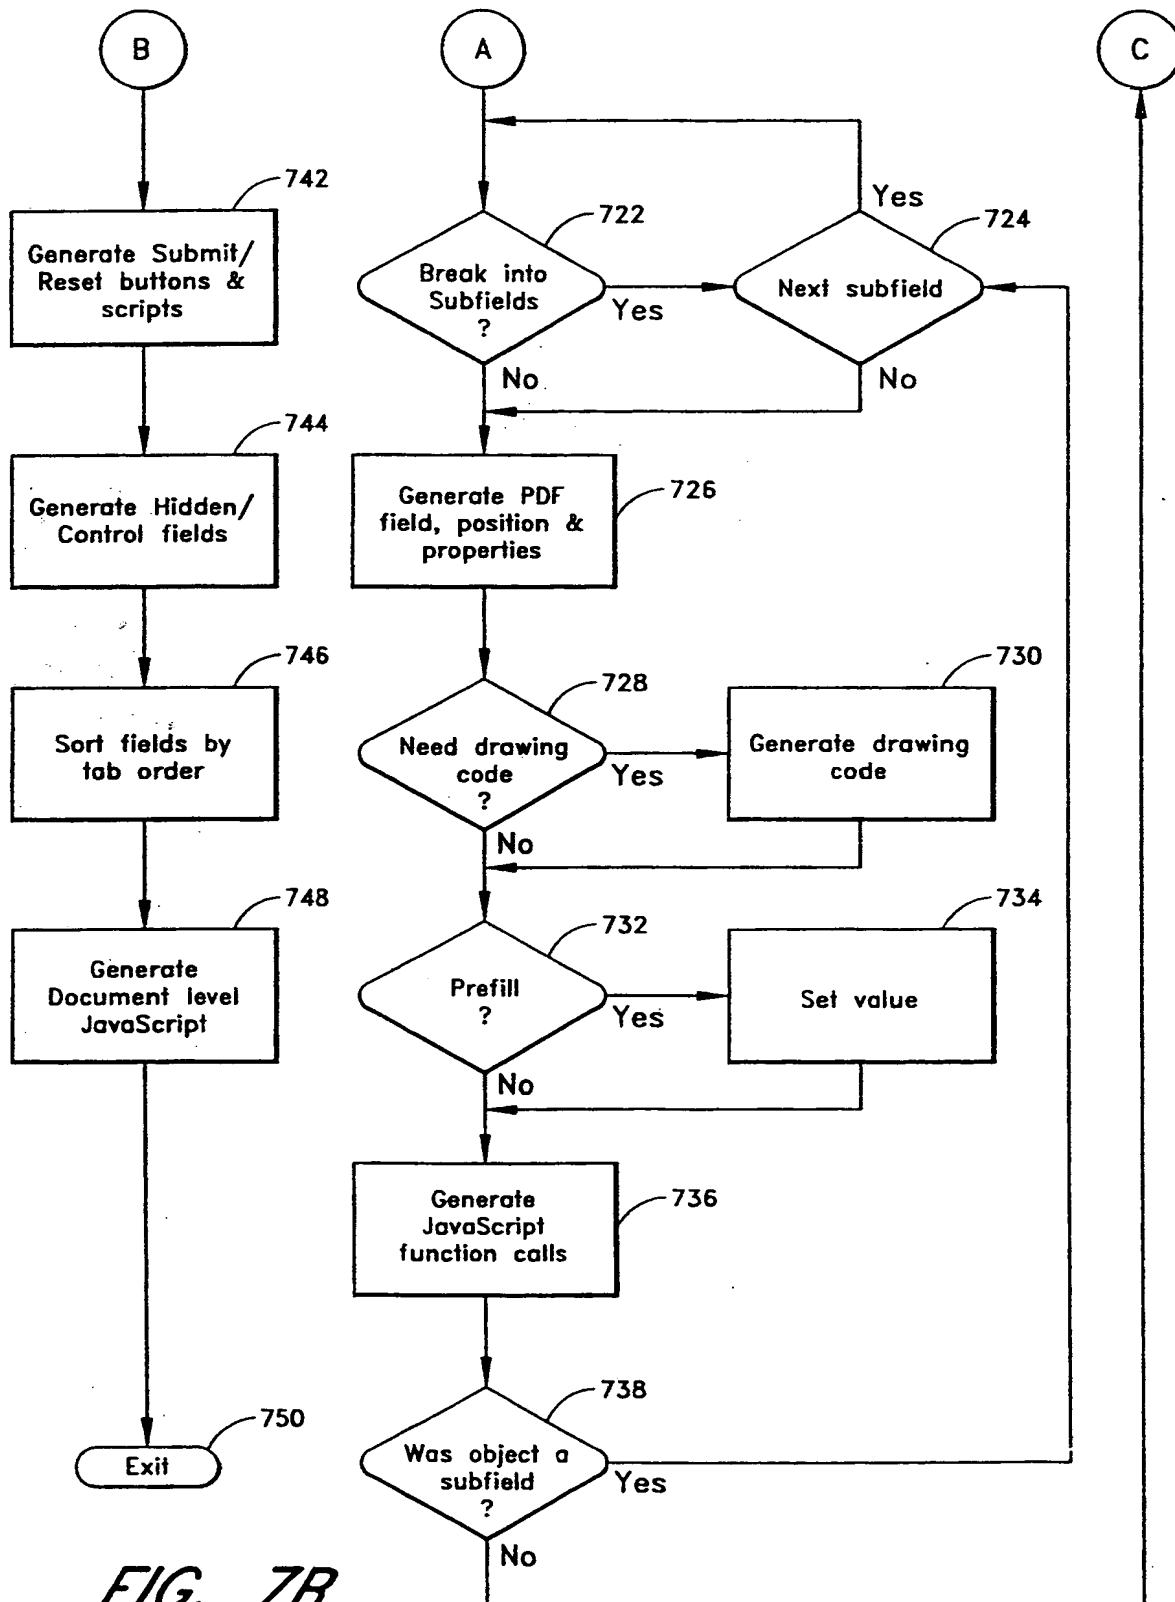 B
742
Generate Submit/
Reset buttons &
scripts
744
Generate Hidden/
Control fields
746
Sort fields by
tab order
748
Generate
Document level
JavaScript
750
Exit
A
722
Break into
Subfields
?
Yes
No
724
Next subfield
Yes
No
726
Generate PDF
field, position &
properties
728
Need drawing
code
?
Yes
No
730
Generate drawing
code
732
Prefill
?
Yes
No
734
Set value
736
Generate
JavaScript
function calls
738
Was object a
subfield
?
Yes
No
C
FIG. 7B